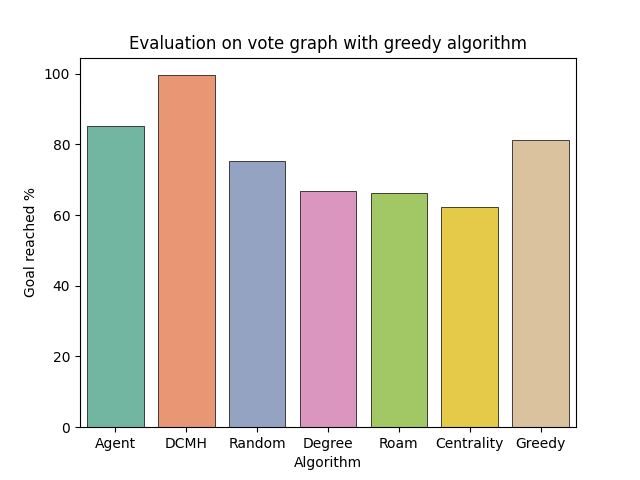 Evaluation on vote graph with greedy algorithm
Goal reached %
100
80
60
40
20
0
Agent DCMH Random Degree Roam Centrality Greedy
Algorithm